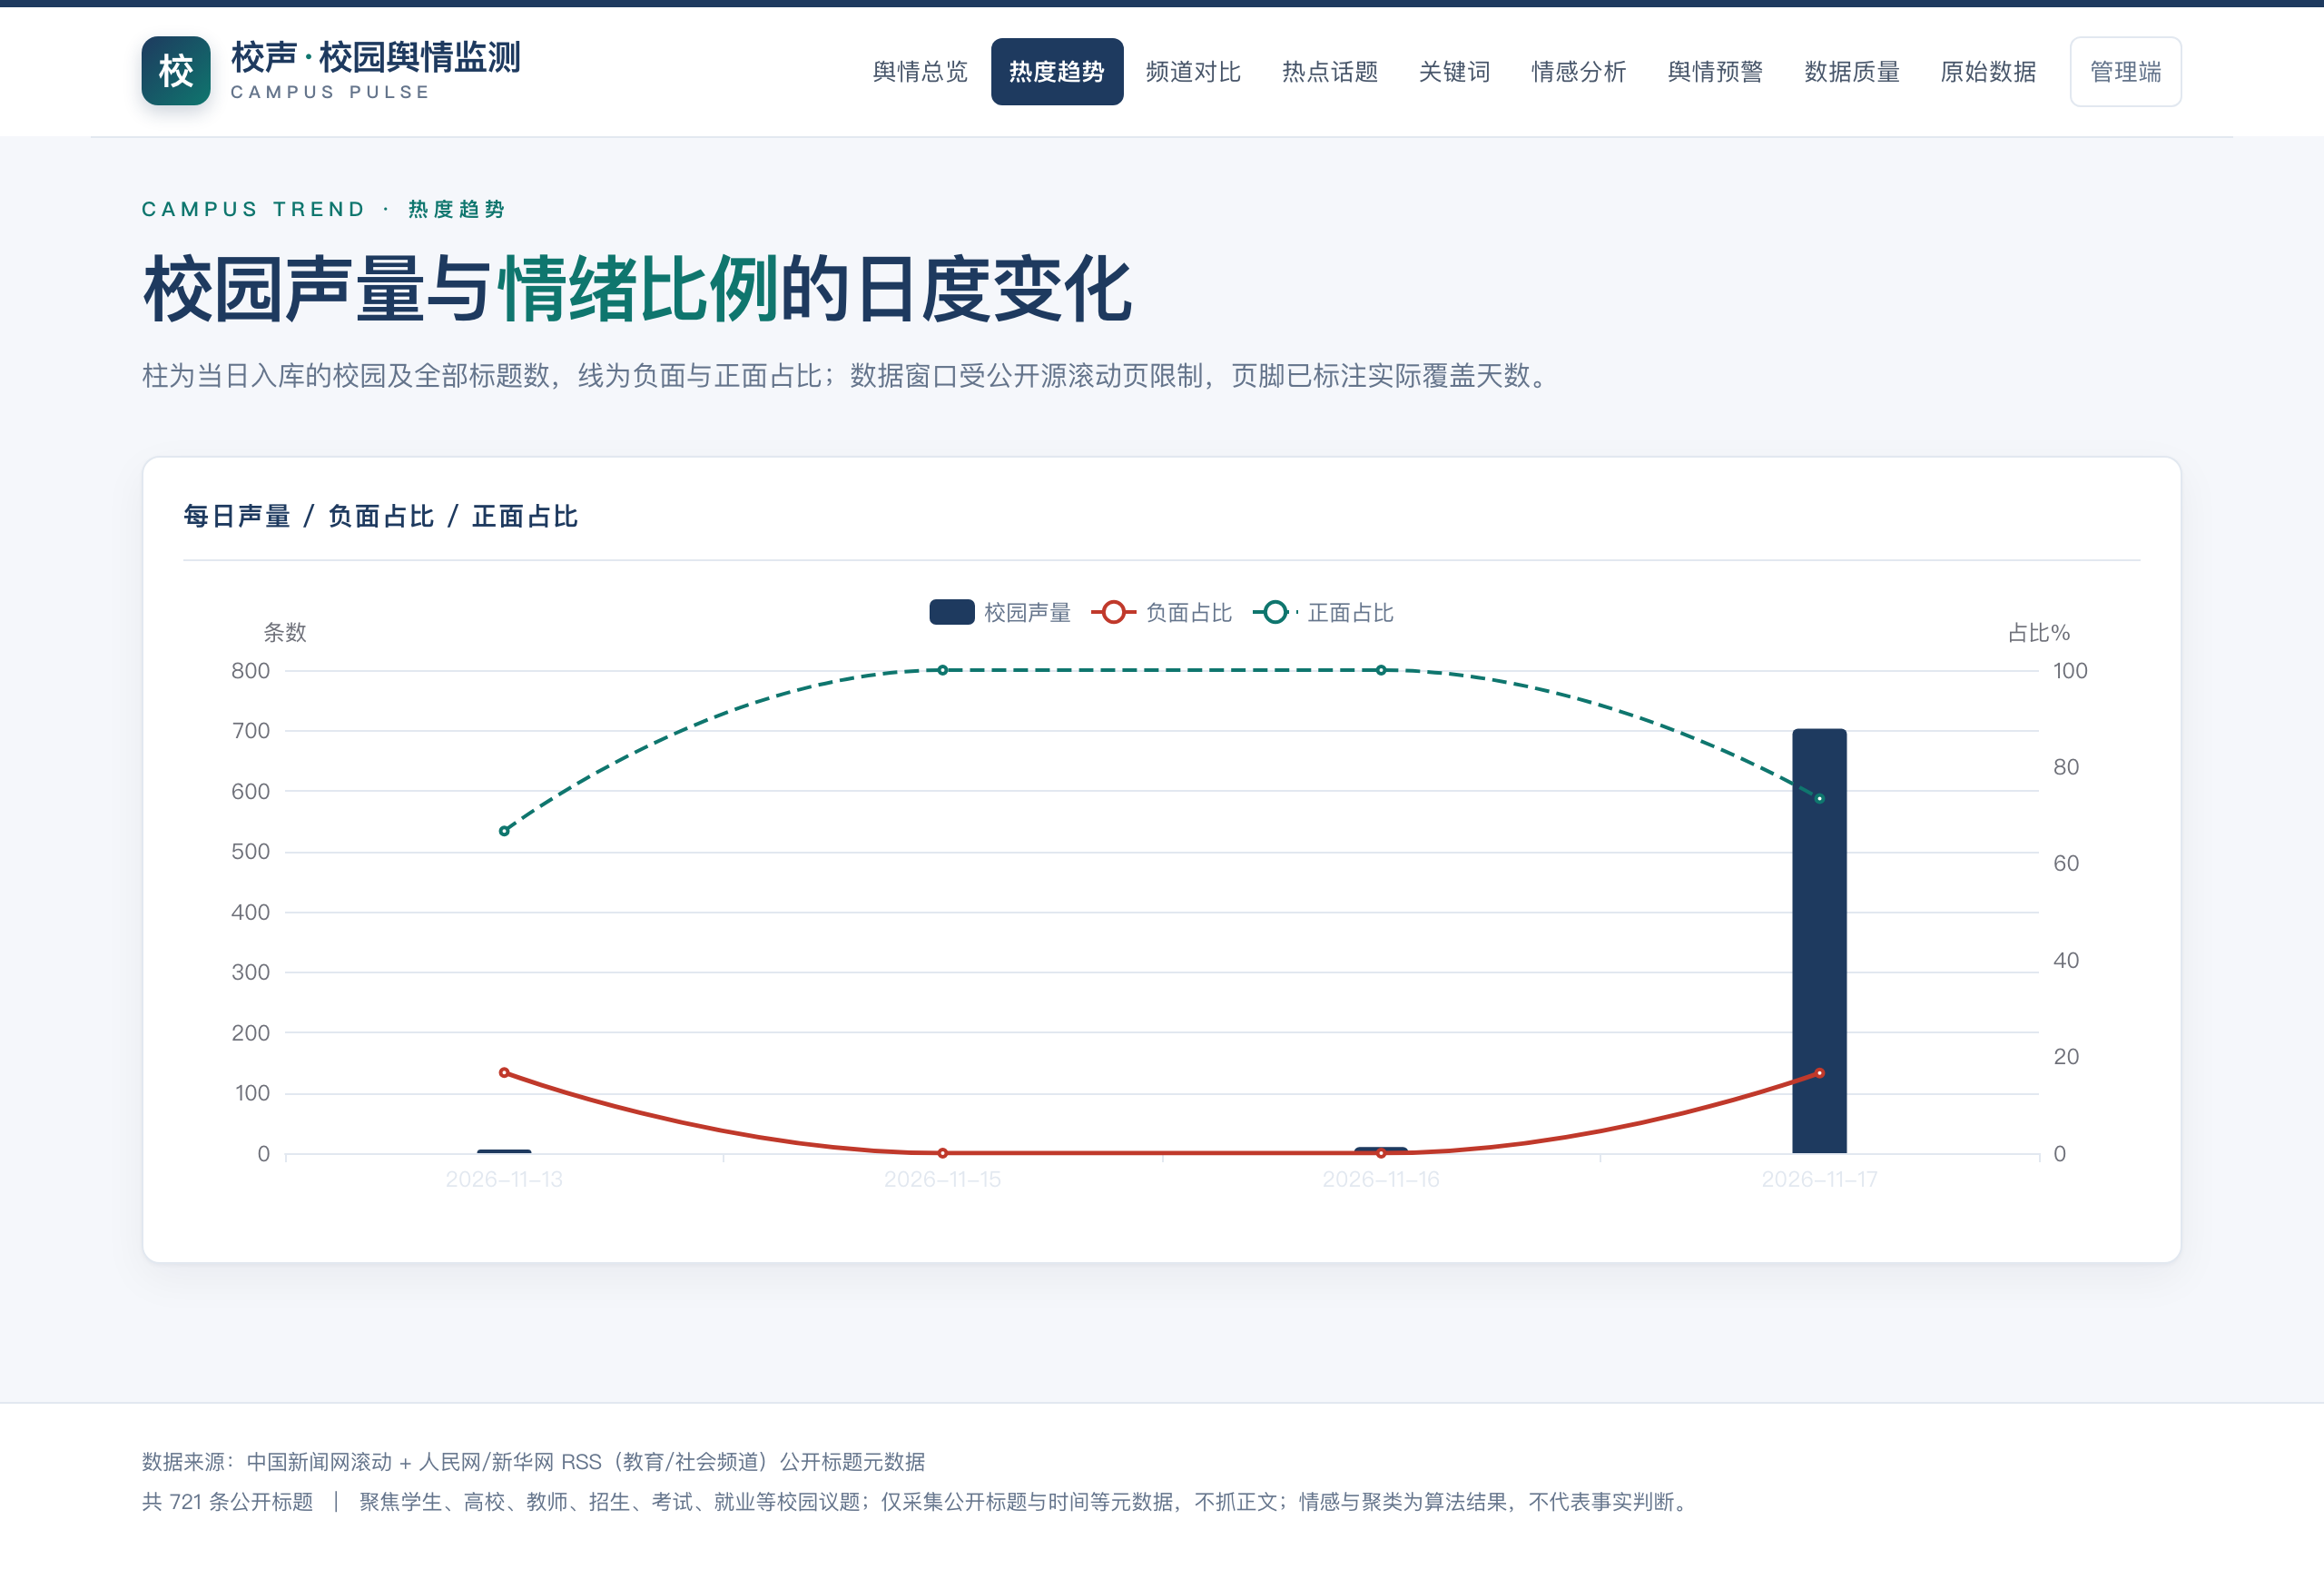 校
校声·校园舆情监测
CAMPUS PULSE
舆情总览 热度趋势 频道对比 热点话题 关键词 情感分析 舆情预警 数据质量 原始数据 管理端
CAMPUS TREND · 热度趋势
校园声量与情绪比例的日度变化
柱为当日入库的校园及全部标题数，线为负面与正面占比；数据窗口受公开源滚动页限制，页脚已标注实际覆盖天数。
每日声量 / 负面占比 / 正面占比
校园声量 负面占比 正面占比
条数 占比%
800 100
700
80
600
60
500
400
40
300
200
20
100
0 0
2026-11-13 2026-11-15 2026-11-16 2026-11-17
数据来源：中国新闻网滚动 + 人民网/新华网 RSS（教育/社会频道）公开标题元数据
共 721 条公开标题 ｜ 聚焦学生、高校、教师、招生、考试、就业等校园议题；仅采集公开标题与时间等元数据，不抓正文；情感与聚类为算法结果，不代表事实判断。